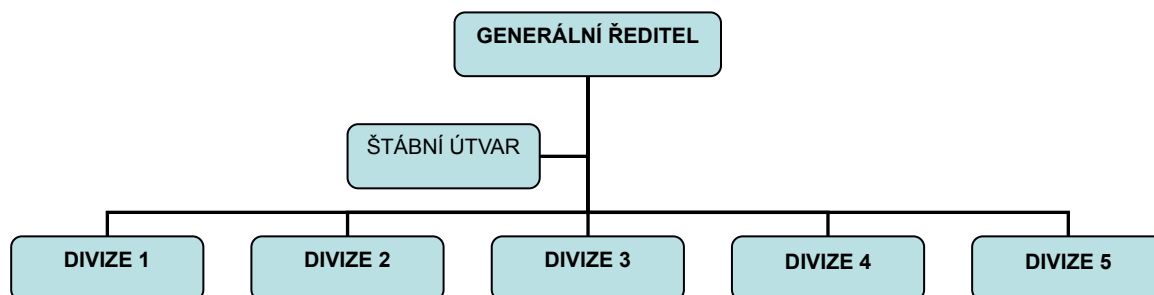 GENERÁLNÍ ŘEDITEL
ŠTÁBNÍ ÚTVAR
DIVIZE 1
DIVIZE 2
DIVIZE 3
DIVIZE 4
DIVIZE 5